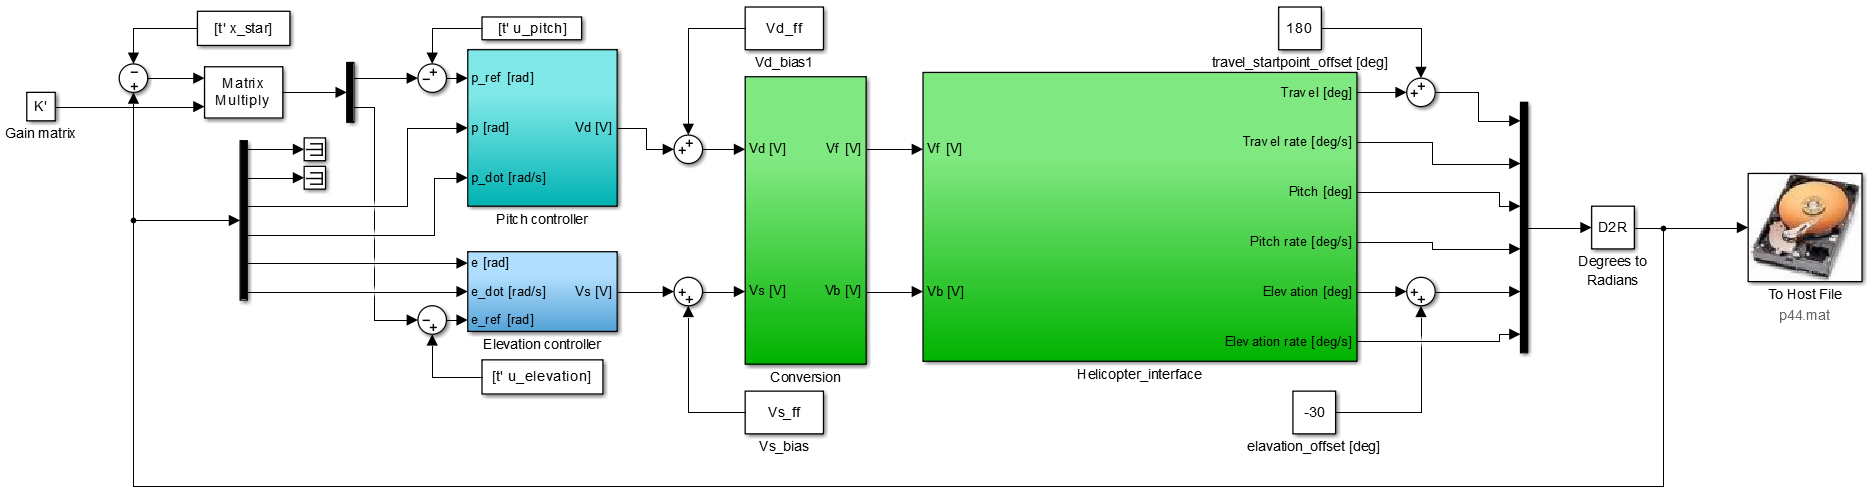 [t' x_star]
K'
Gain matrix
Matrix
Multiply
[t' u_pitch]
p_ref [rad]
p [rad]
p_dot [rad/s]
Vd [V]
Pitch controller
e [rad]
e_dot [rad/s]
e_ref [rad]
Vs [V]
Elevation controller
[t' u_elevation]
Vd_ff
Vd_bias1
Vd [V]
Vs [V]
Vf [V]
Vb [V]
Conversion
Vs_ff
Vs_bias
180
travel_startpoint_offset [deg]
Vf [V]
Vb [V]
Travel [deg]
Travel rate [deg/s]
Pitch [deg]
Pitch rate [deg/s]
Elevation [deg]
Elevation rate [deg/s]
Helicopter_interface
-30
elavation_offset [deg]
D2R
Degrees to
Radians
To Host File
p44.mat